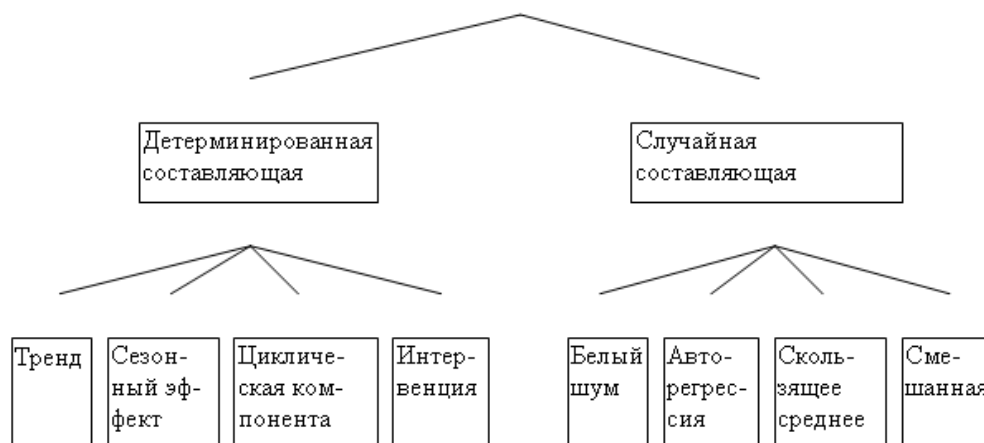 Детерминированная
составляющая
Случайная
составляющая
Тренд
Сезон-
ный эф-
фект
Цикличе-
ская ком-
понента
Интер-
венция
Белый
шум
Авто-
регрес-
сия
Сколь-
зящее
среднее
Сме-
шанная